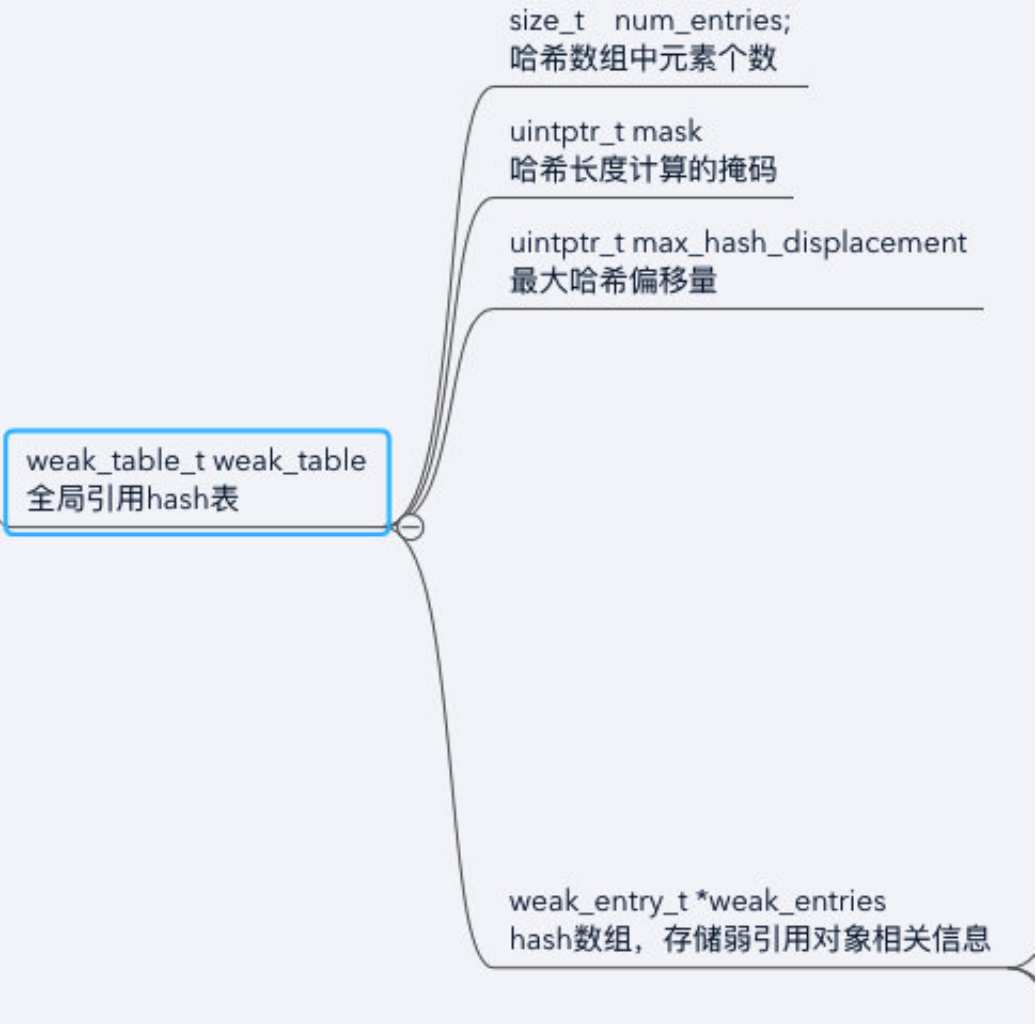 size_t num_entries;
哈希数组中元素个数
uintptr_t mask
哈希长度计算的掩码
uintptr_t max_hash_displacement
最大哈希偏移量
weak_table_t weak_table
全局引用hash表
weak_entry_t *weak_entries
hash数组，存储弱引用对象相关信息